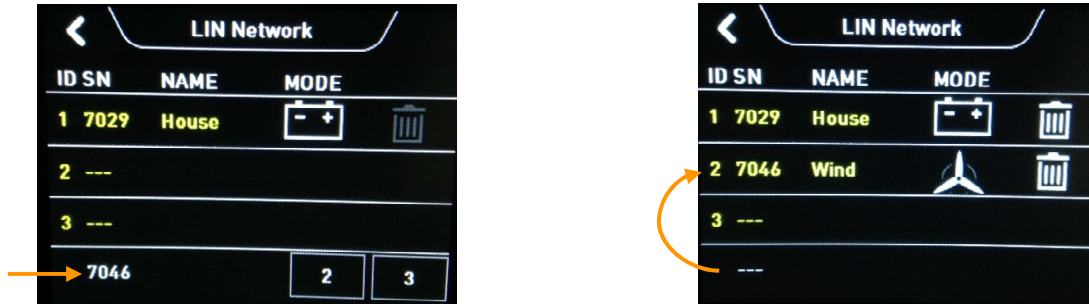 LIN Network
ID SN NAME MODE
1 7029 House - +
2 ---
3 ---
7046 2 3
LIN Network
ID SN NAME MODE
1 7029 House - +
2 7046 Wind
3 ---
---